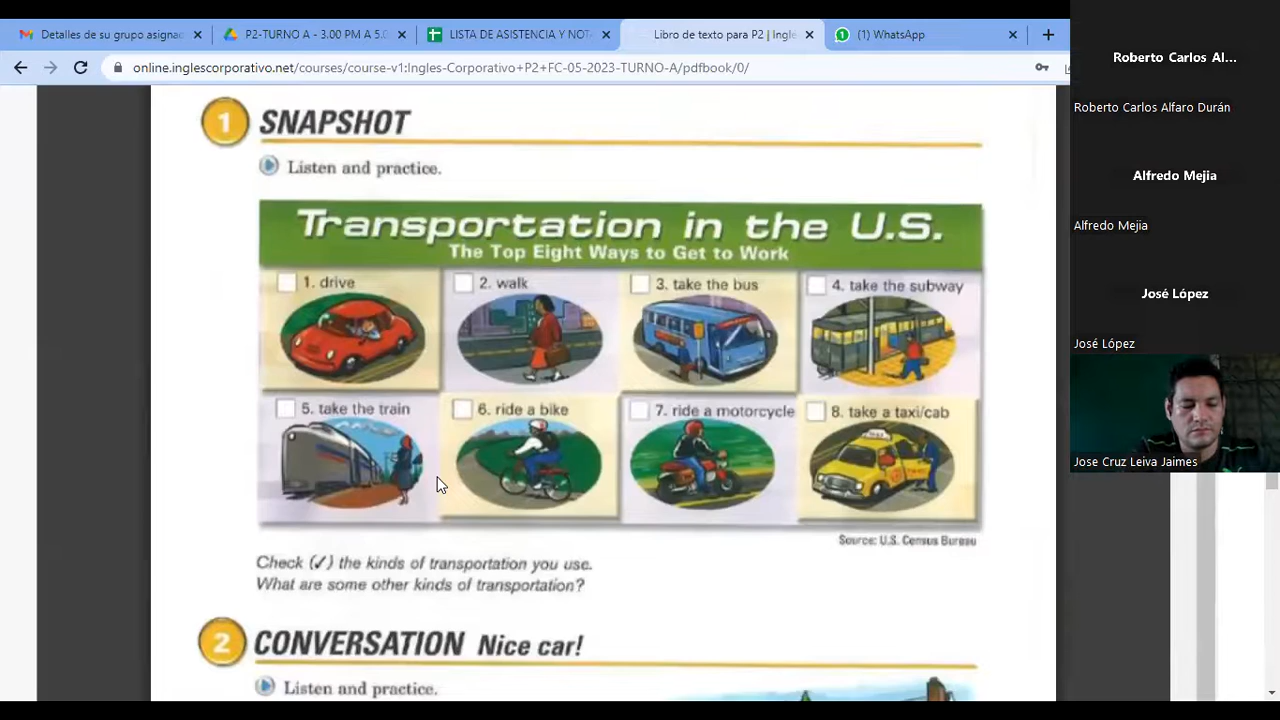 Detalles de su grupo asigna
P2-TURNO A - 3.00 PM A 5.0
LISTA DE ASISTENCIA Y NOT
Libro de texto para P2 | Ingle
(1) WhatsApp
online.inglescorporativo.net/courses/course-v1:Ingles-Corporativo+P2+FC-05-2023-TURNO-A/pdfbook/0/
1 SNAPSHOT
Listen and practice.
Transportation in the U.S.
The Top Eight Ways to Get to Work
1. drive
2. walk
3. take the bus
4. take the subway
5. take the train
6. ride a bike
7. ride a motorcycle
8. take a taxi/cab
TAXI
Source: U.S. Census Bureau
Check (✓) the kinds of transportation you use.
What are some other kinds of transportation?
2 CONVERSATION Nice car!
Listen and practice.
Roberto Carlos Al...
Roberto Carlos Alfaro Durán
Alfredo Mejia
Alfredo Mejia
José López
José López
Jose Cruz Leiva Jaimes